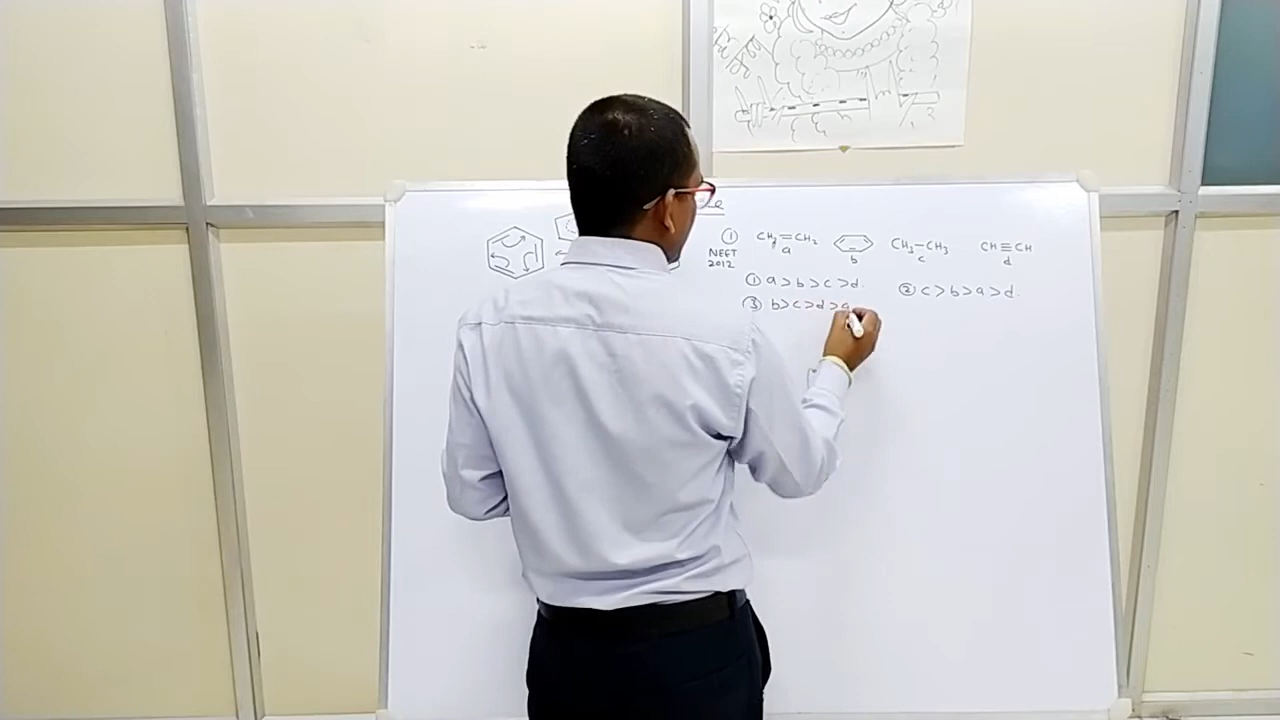 ① CH₂=CH₂ CH₃–CH₃ CH≡CH
a b c d
NEET
2012
① a > b > c > d. ② c > b > a > d.
③ b > c > d > a